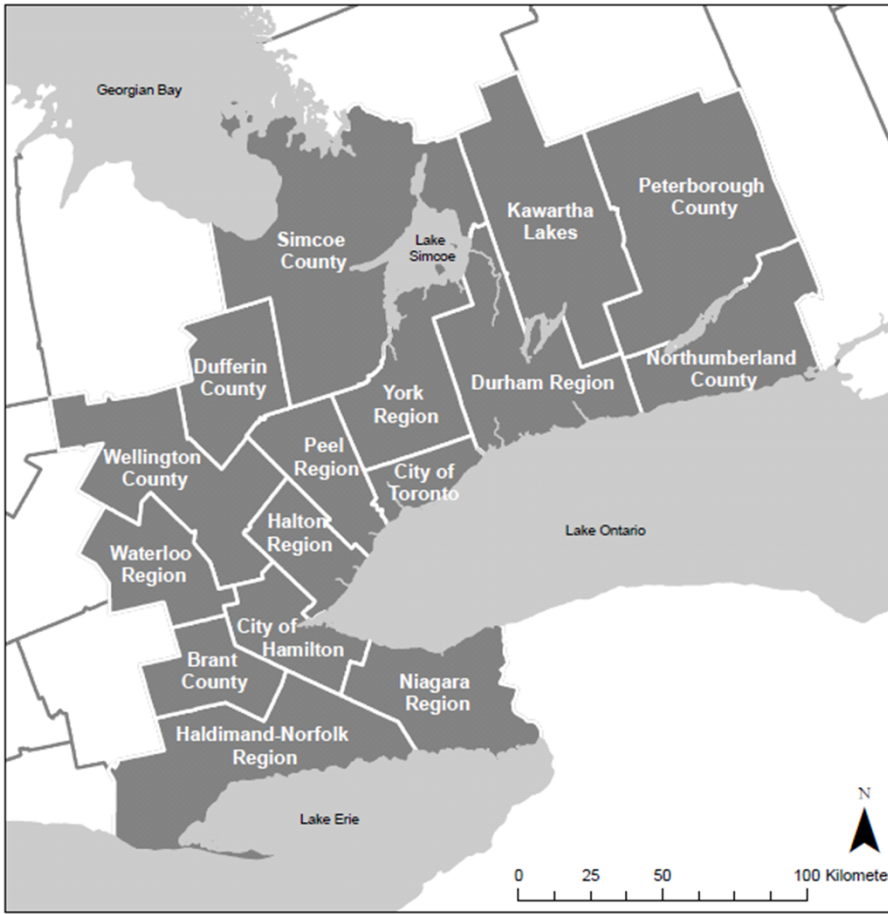 Georgian Bay
Peterborough
County
Kawartha
Lakes
Simcoe
County
Lake
Simcoe
Dufferin
County
Northumberland
County
Durham Region
York
Region
Peel
Region
City of
Toronto
Wellington
County
Halton
Region
Lake Ontario
Waterloo
Region
City of
Hamilton
Brant
County
Niagara
Region
Haldimand-Norfolk
Region
Lake Erie
N
0 25 50 100 Kilomete